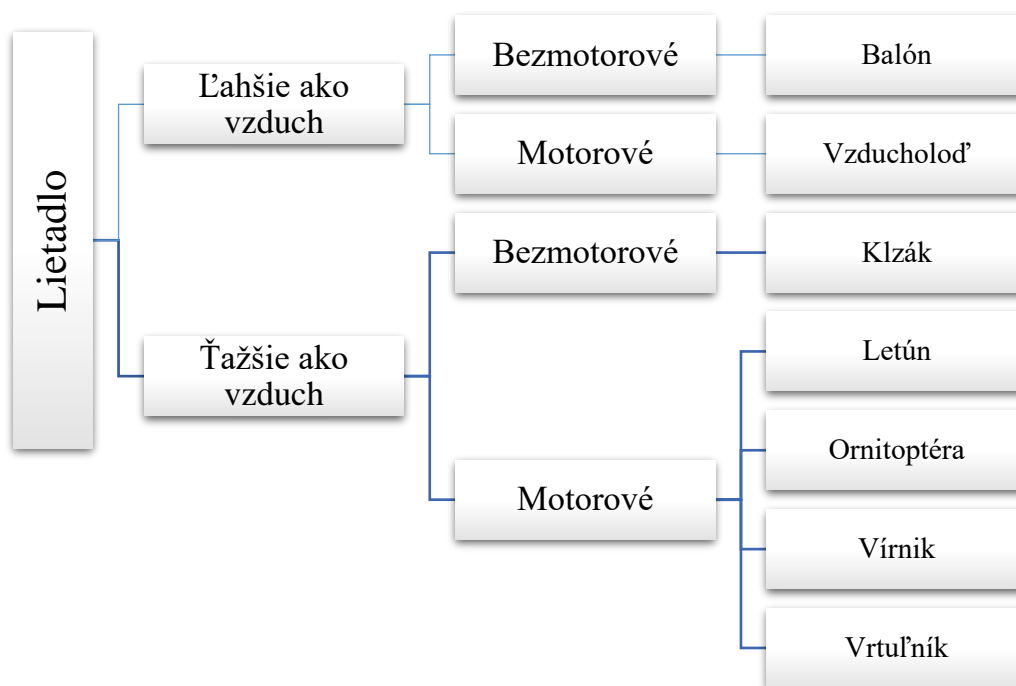 Lietadlo
Ľahšie ako
vzduch
Bezmotorové
Balón
Motorové
Vzducholoď
Ťažšie ako
vzduch
Bezmotorové
Klzák
Motorové
Letún
Ornitoptéra
Vírnik
Vrtuľník